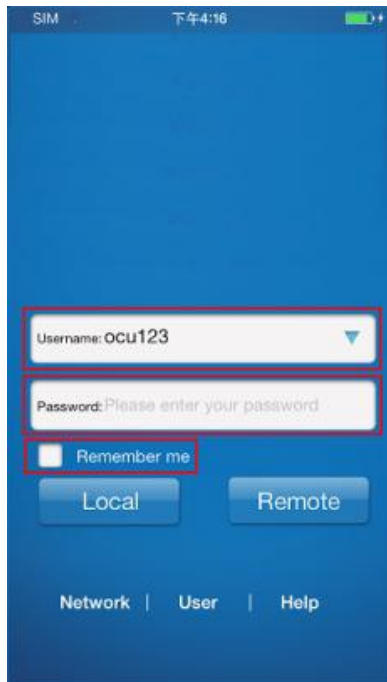 SIM 下午4:16
Username: ocu123
Password: Please enter your password
Remember me
Local Remote
Network | User | Help